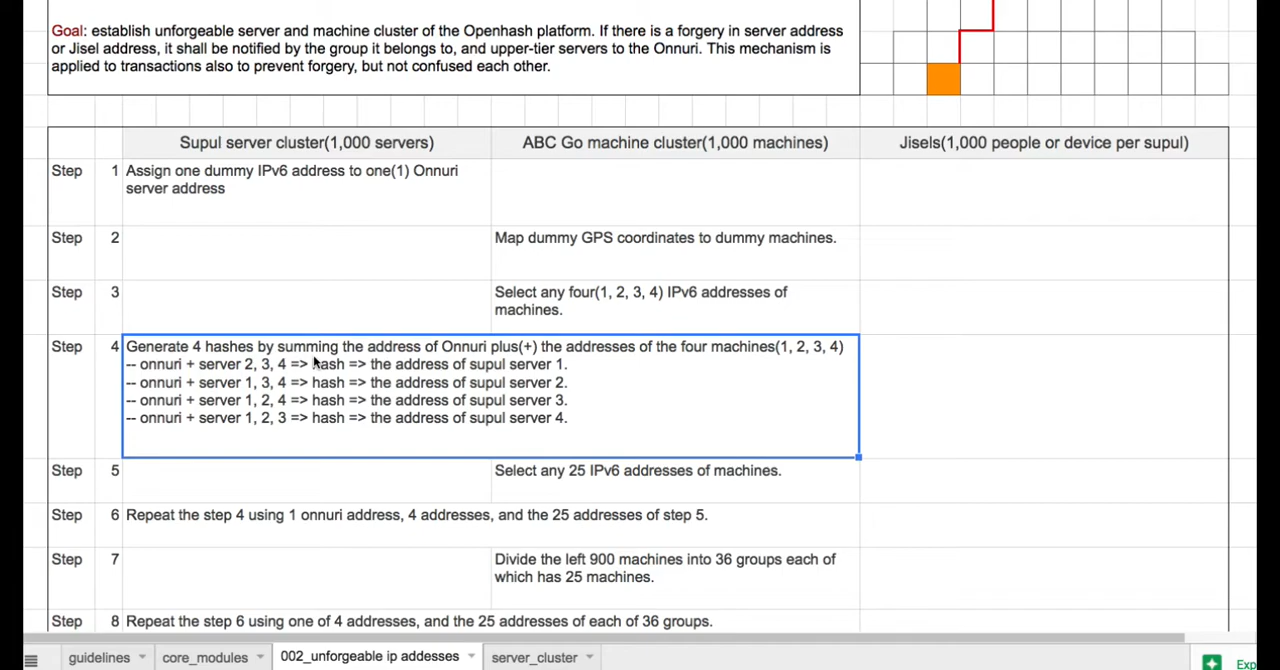 Goal: establish unforgeable server and machine cluster of the Openhash platform. If there is a forgery in server address
or Jisel address, it shall be notified by the group it belongs to, and upper-tier servers to the Onnuri. This mechanism is
applied to transactions also to prevent forgery, but not confused each other.
Supul server cluster(1,000 servers)
ABC Go machine cluster(1,000 machines)
Jisels(1,000 people or device per supul)
Step 1 Assign one dummy IPv6 address to one(1) Onnuri
server address
Step 2 Map dummy GPS coordinates to dummy machines.
Step 3 Select any four(1, 2, 3, 4) IPv6 addresses of
machines.
Step 4 Generate 4 hashes by summing the address of Onnuri plus(+) the addresses of the four machines(1, 2, 3, 4)
-- onnuri + server 2, 3, 4 => hash => the address of supul server 1.
-- onnuri + server 1, 3, 4 => hash => the address of supul server 2.
-- onnuri + server 1, 2, 4 => hash => the address of supul server 3.
-- onnuri + server 1, 2, 3 => hash => the address of supul server 4.
Step 5 Select any 25 IPv6 addresses of machines.
Step 6 Repeat the step 4 using 1 onnuri address, 4 addresses, and the 25 addresses of step 5.
Step 7 Divide the left 900 machines into 36 groups each of
which has 25 machines.
Step 8 Repeat the step 6 using one of 4 addresses, and the 25 addresses of each of 36 groups.
guidelines
core_modules
002_unforgeable ip addesses
server_cluster
Exp